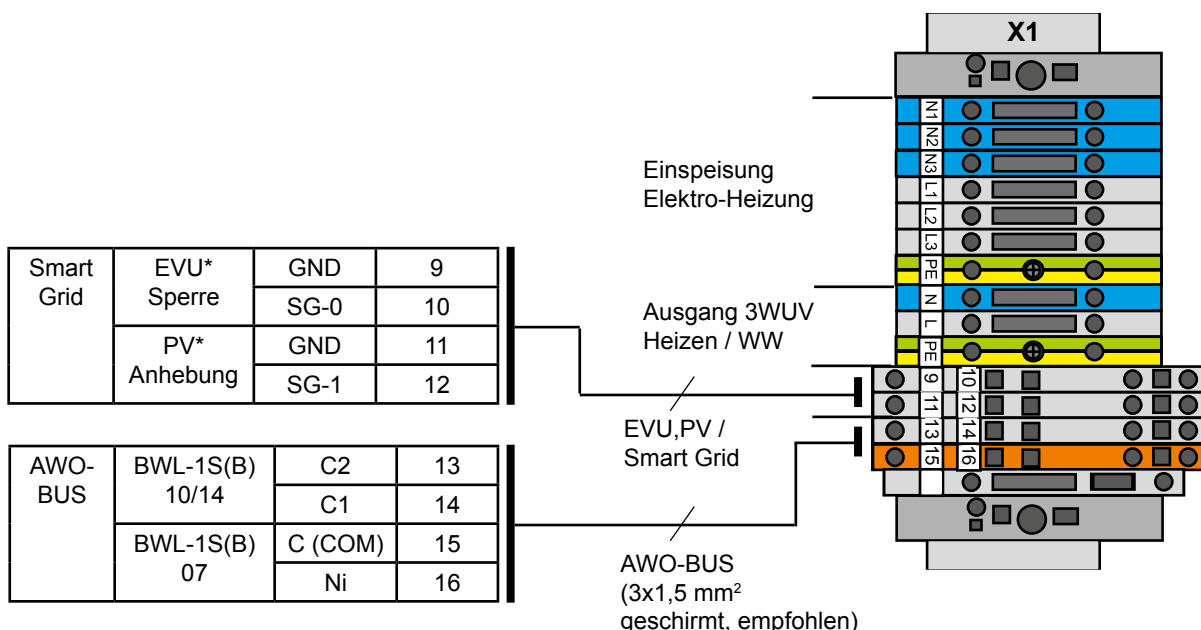 X1
N1
N2
N3
L1
L2
L3
PE
N
L
PE
9 10
11 12
13 14
15 16
Einspeisung
Elektro-Heizung
Ausgang 3WUV
Heizen / WW
EVU,PV /
Smart Grid
AWO-BUS
(3x1,5 mm²
geschirmt, empfohlen)
Smart
Grid
EVU*
Sperre
GND 9
SG-0 10
PV*
Anhebung
GND 11
SG-1 12
AWO-
BUS
BWL-1S(B)
10/14
C2 13
C1 14
BWL-1S(B)
07
C (COM) 15
Ni 16